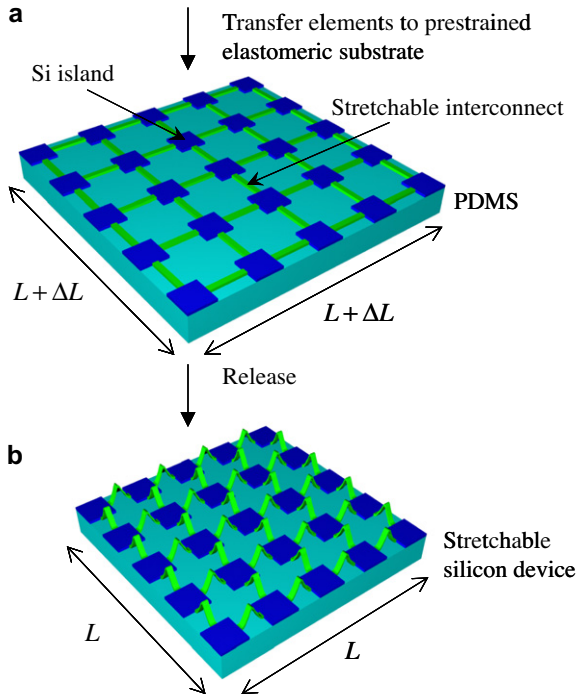 a
Transfer elements to prestrained
elastomeric substrate
Si island
Stretchable interconnect
PDMS
L + ΔL
L + ΔL
Release
b
Stretchable
silicon device
L
L